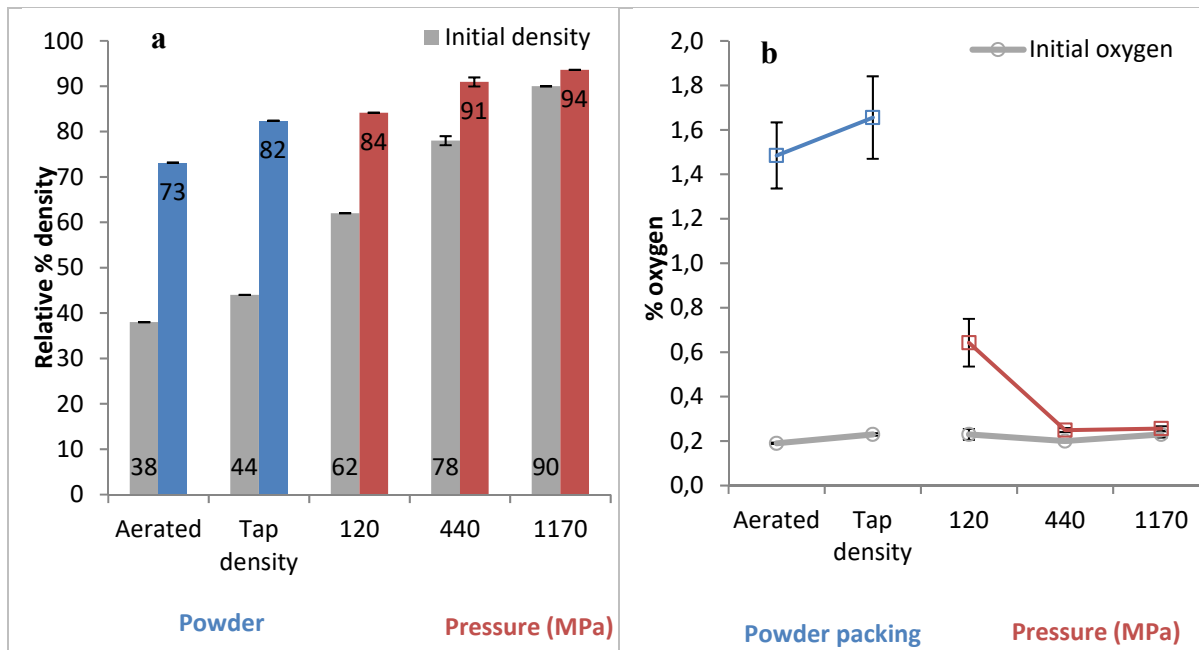 a
Initial density
Relative % density
100
90
80
70
60
50
40
30
20
10
0
38
73
44
82
62
84
78
91
90
94
Aerated
Tap density
120
440
1170
Powder
Pressure (MPa)
b
Initial oxygen
% oxygen
2,0
1,8
1,6
1,4
1,2
1,0
0,8
0,6
0,4
0,2
0,0
Aerated
Tap
density
120
440
1170
Powder packing
Pressure (MPa)